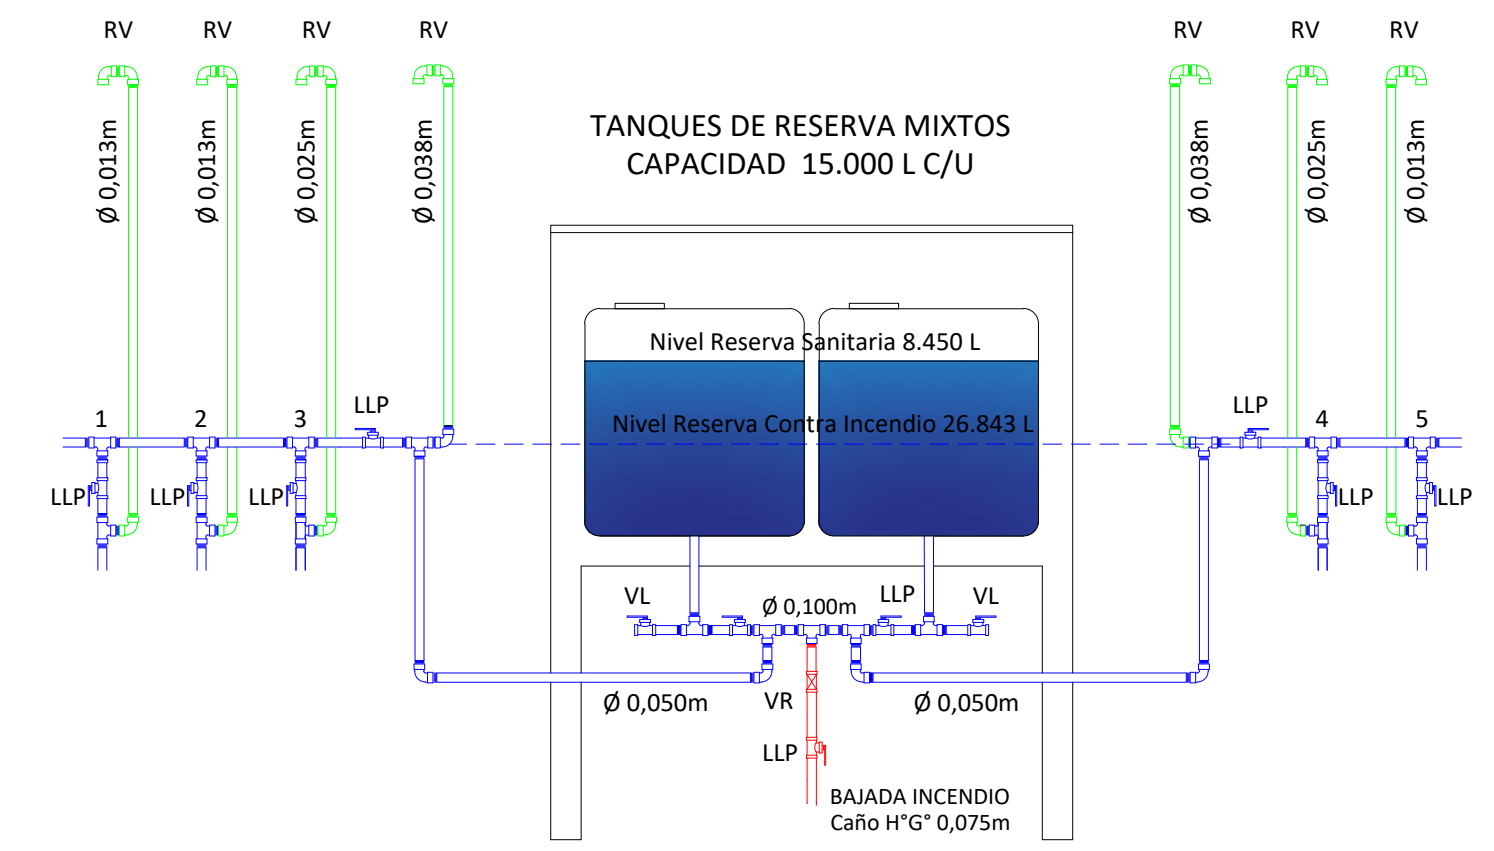 RV
RV
RV
RV
RV
RV
RV
Ø 0,013m
Ø 0,013m
Ø 0,025m
Ø 0,038m
TANQUES DE RESERVA MIXTOS
CAPACIDAD 15.000 L C/U
Ø 0,038m
Ø 0,025m
Ø 0,013m
Nivel Reserva Sanitaria 8.450 L
Nivel Reserva Contra Incendio 26.843 L
1
2
3
LLP
LLP
4
5
LLP
LLP
LLP
LLP
LLP
VL
Ø 0,100m
LLP
VL
Ø 0,050m
VR
Ø 0,050m
LLP
BAJADA INCENDIO
Caño H°G° 0,075m